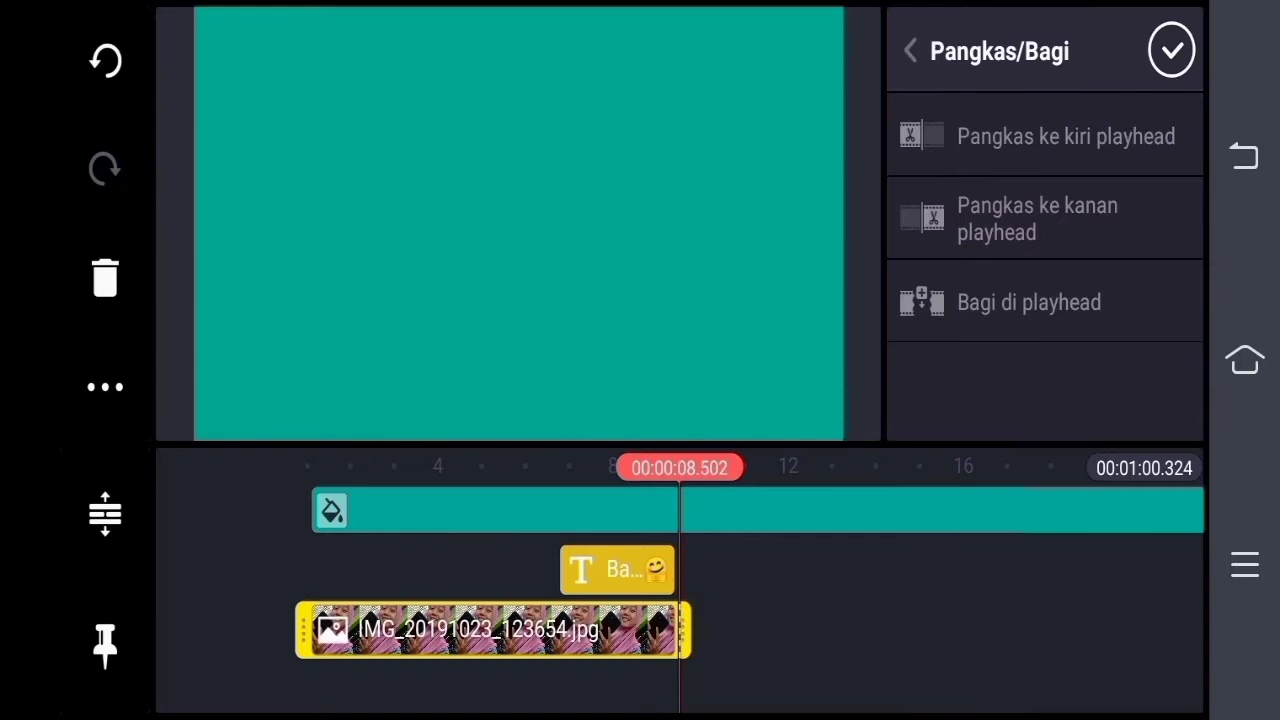 Pangkas/Bagi
Pangkas ke kiri playhead
Pangkas ke kanan
playhead
Bagi di playhead
4
8
00:00:08.502
12
16
00:01:00.324
T Ba...🤗
IMG_20191023_123654.jpg